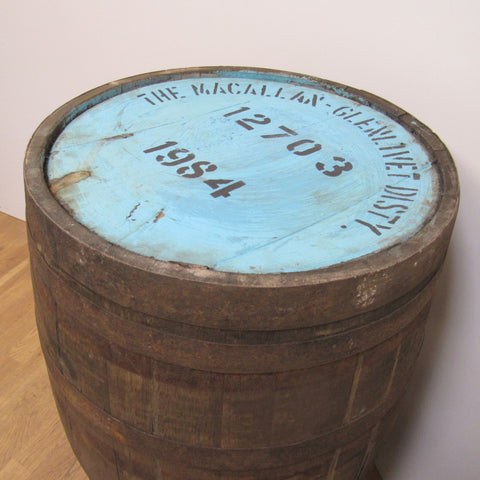 THE MACALLAN-GLENLIVET DISTY.
12703
1984